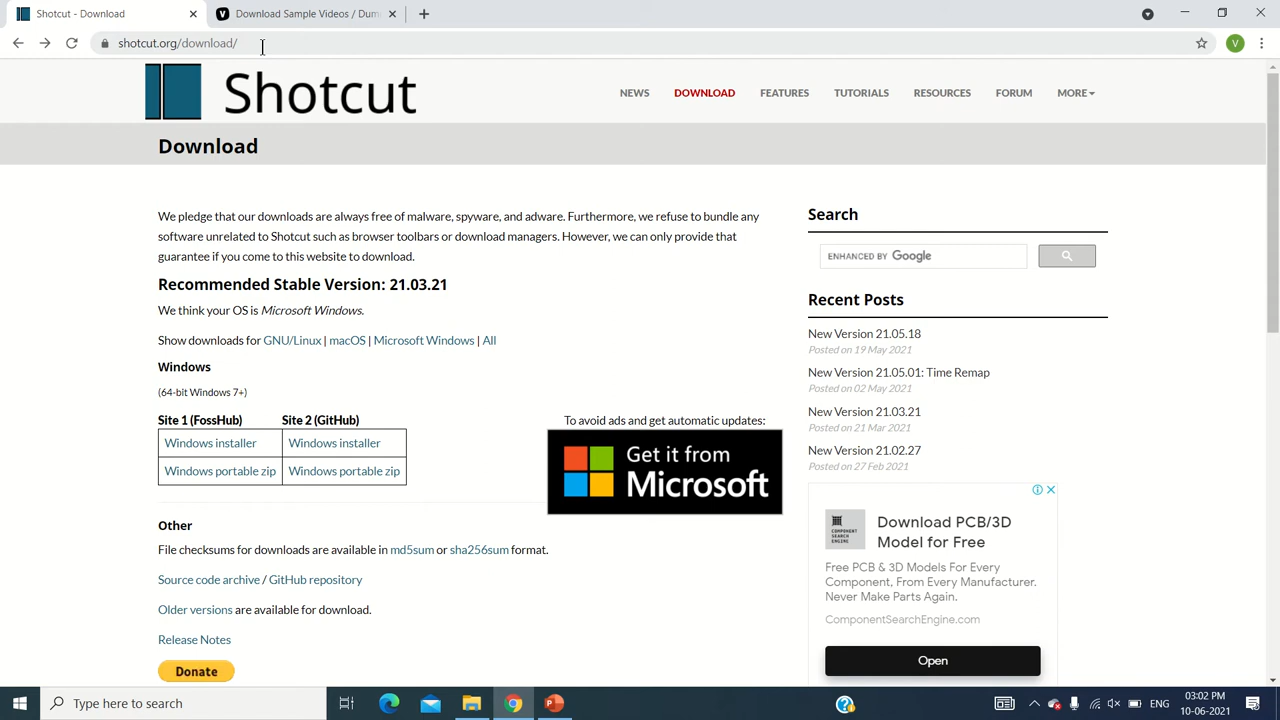 Shotcut - Download
Download Sample Videos / Dum
shotcut.org/download/
V
Shotcut
NEWS DOWNLOAD FEATURES TUTORIALS RESOURCES FORUM MORE
Download
We pledge that our downloads are always free of malware, spyware, and adware. Furthermore, we refuse to bundle any
software unrelated to Shotcut such as browser toolbars or download managers. However, we can only provide that
guarantee if you come to this website to download.
Recommended Stable Version: 21.03.21
We think your OS is Microsoft Windows.
Show downloads for GNU/Linux | macOS | Microsoft Windows | All
Windows
(64-bit Windows 7+)
Site 1 (FossHub) Site 2 (GitHub)
Windows installer Windows installer
Windows portable zip Windows portable zip
To avoid ads and get automatic updates:
Get it from
Microsoft
Other
File checksums for downloads are available in md5sum or sha256sum format.
Source code archive / GitHub repository
Older versions are available for download.
Release Notes
Donate
Search
ENHANCED BY Google
Recent Posts
New Version 21.05.18
Posted on 19 May 2021
New Version 21.05.01: Time Remap
Posted on 02 May 2021
New Version 21.03.21
Posted on 21 Mar 2021
New Version 21.02.27
Posted on 27 Feb 2021
COMPONENT
SEARCH
ENGINE
Download PCB/3D
Model for Free
Free PCB & 3D Models For Every
Component, From Every Manufacturer.
Never Make Parts Again.
ComponentSearchEngine.com
Open
Type here to search
ENG
03:02 PM
10-06-2021